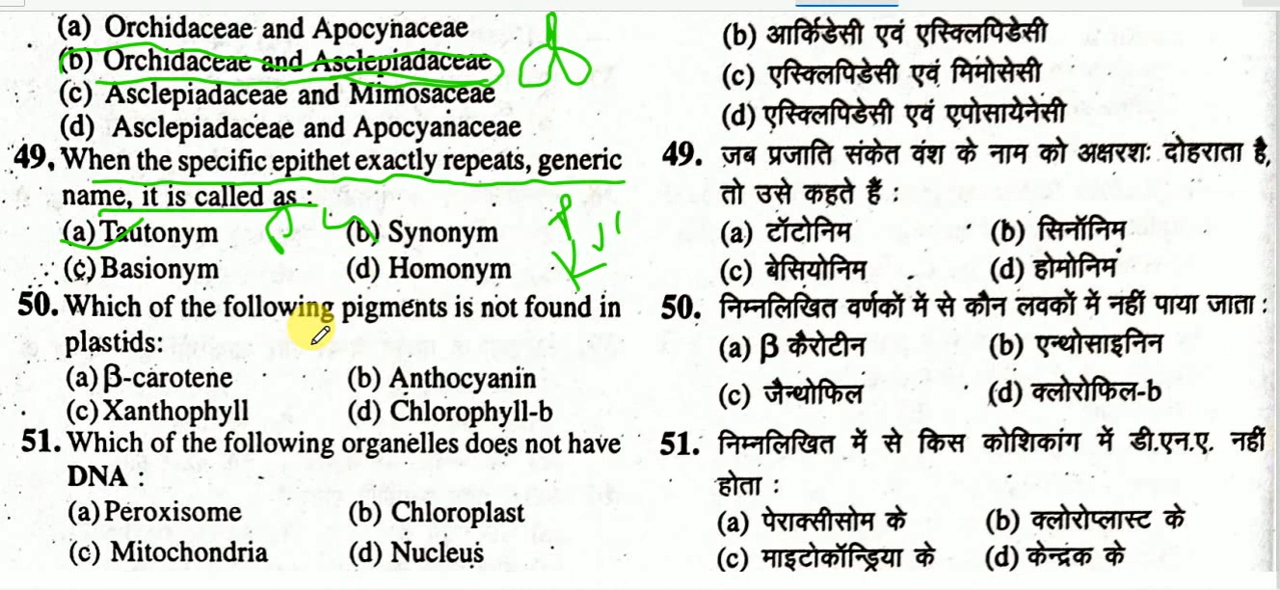 (a) Orchidaceae and Apocynaceae
(b) Orchidaceae and Asclepiadaceae
(c) Asclepiadaceae and Mimosaceae
(d) Asclepiadaceae and Apocyanaceae
49. When the specific epithet exactly repeats, generic
name, it is called as :
(a) Tautonym (b) Synonym
(c) Basionym (d) Homonym
50. Which of the following pigments is not found in
plastids:
(a) β-carotene (b) Anthocyanin
(c) Xanthophyll (d) Chlorophyll-b
51. Which of the following organelles does not have
DNA :
(a) Peroxisome (b) Chloroplast
(c) Mitochondria (d) Nucleus
(b) आर्किडेसी एवं एस्क्लिपिडेसी
(c) एस्क्लिपिडेसी एवं मिमोसेसी
(d) एस्क्लिपिडेसी एवं एपोसायेनेसी
49. जब प्रजाति संकेत वंश के नाम को अक्षरशः दोहराता है,
तो उसे कहते हैं :
(a) टॉटोनिम (b) सिनॉनिम
(c) बेसियोनिम (d) होमोनिम
50. निम्नलिखित वर्णकों में से कौन लवकों में नहीं पाया जाता :
(a) β कैरोटीन (b) एन्थोसाइनिन
(c) जैन्थोफिल (d) क्लोरोफिल-b
51. निम्नलिखित में से किस कोशिकांग में डी.एन.ए. नहीं
होता :
(a) पेराक्सीसोम के (b) क्लोरोप्लास्ट के
(c) माइटोकॉन्ड्रिया के (d) केन्द्रक के